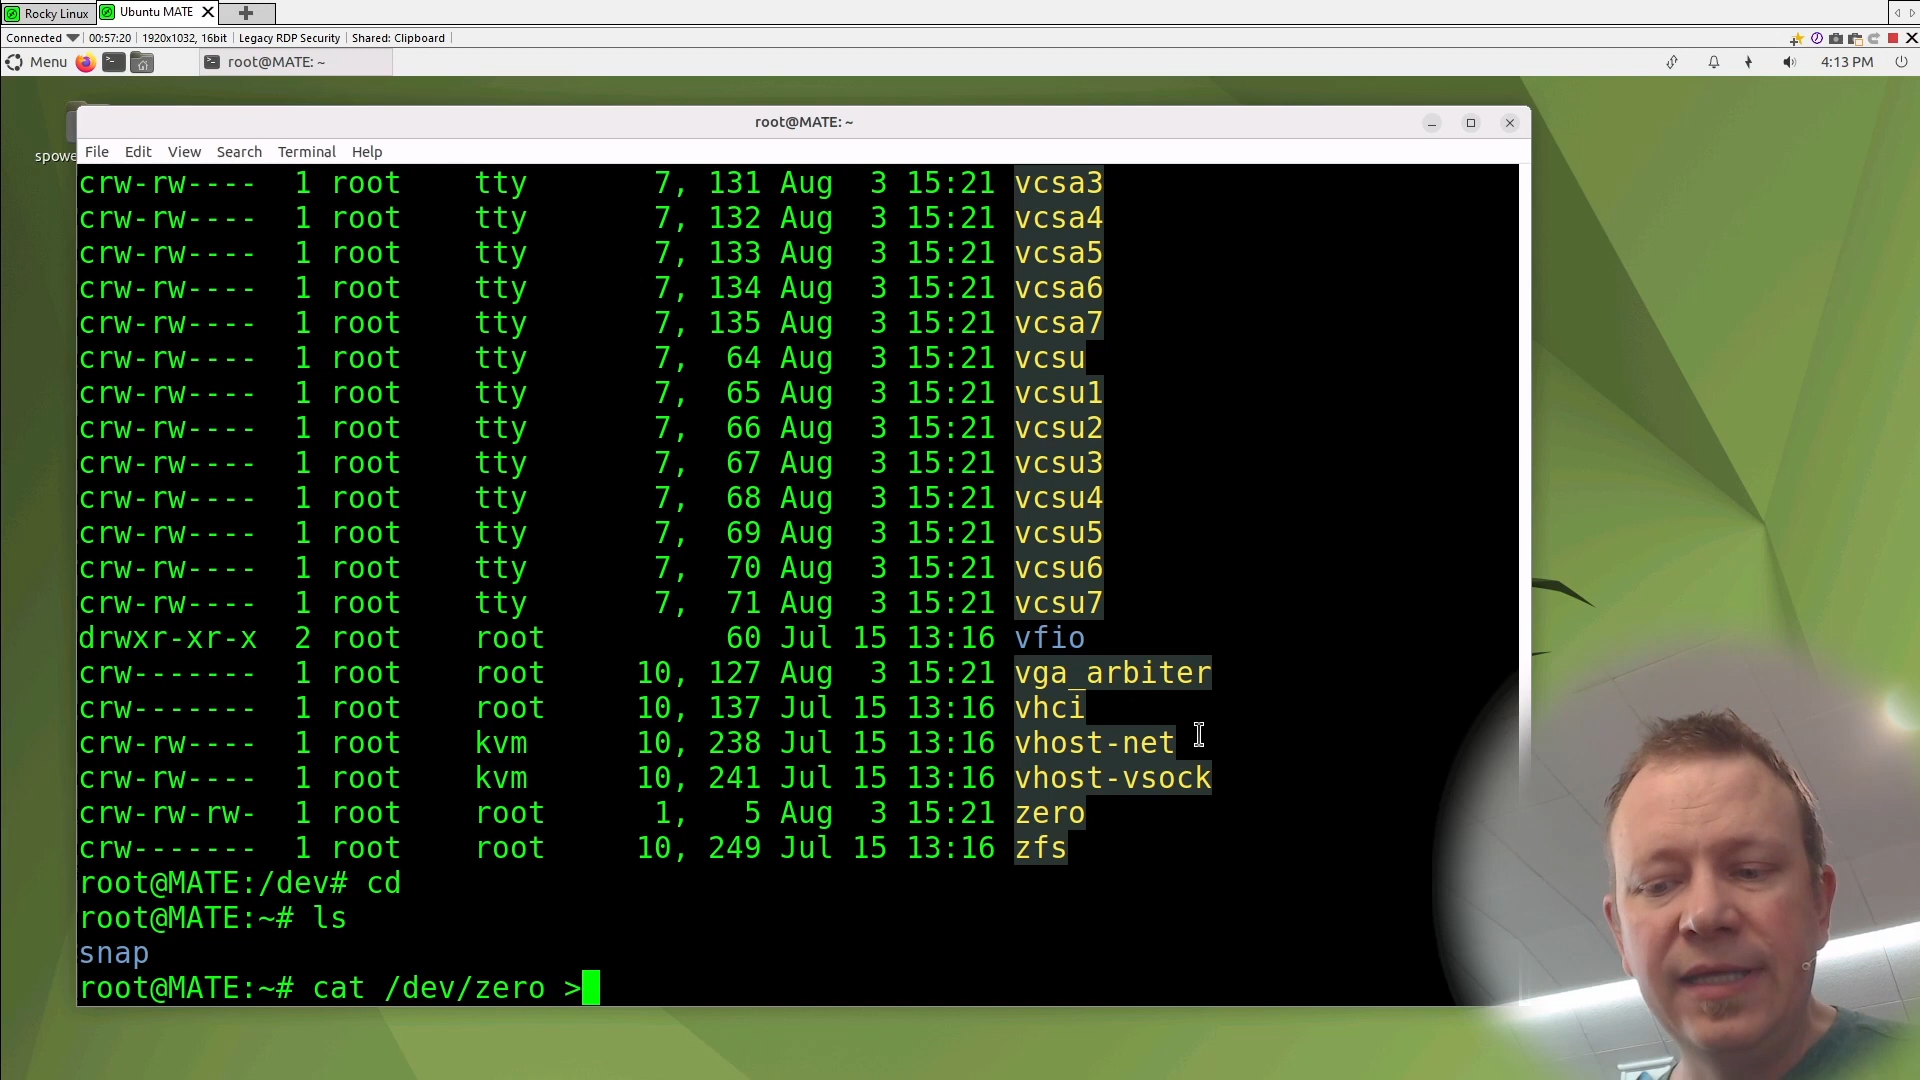 Rocky Linux
Ubuntu MATE
Connected 00:57:20 1920x1032, 16bit Legacy RDP Security Shared: Clipboard
Menu root@MATE: ~ 4:13 PM
spowe
root@MATE: ~
File Edit View Search Terminal Help
crw-rw---- 1 root tty 7, 131 Aug 3 15:21 vcsa3
crw-rw---- 1 root tty 7, 132 Aug 3 15:21 vcsa4
crw-rw---- 1 root tty 7, 133 Aug 3 15:21 vcsa5
crw-rw---- 1 root tty 7, 134 Aug 3 15:21 vcsa6
crw-rw---- 1 root tty 7, 135 Aug 3 15:21 vcsa7
crw-rw---- 1 root tty 7, 64 Aug 3 15:21 vcsu
crw-rw---- 1 root tty 7, 65 Aug 3 15:21 vcsu1
crw-rw---- 1 root tty 7, 66 Aug 3 15:21 vcsu2
crw-rw---- 1 root tty 7, 67 Aug 3 15:21 vcsu3
crw-rw---- 1 root tty 7, 68 Aug 3 15:21 vcsu4
crw-rw---- 1 root tty 7, 69 Aug 3 15:21 vcsu5
crw-rw---- 1 root tty 7, 70 Aug 3 15:21 vcsu6
crw-rw---- 1 root tty 7, 71 Aug 3 15:21 vcsu7
drwxr-xr-x 2 root root 60 Jul 15 13:16 vfio
crw------- 1 root root 10, 127 Aug 3 15:21 vga_arbiter
crw------- 1 root root 10, 137 Jul 15 13:16 vhci
crw-rw---- 1 root kvm 10, 238 Jul 15 13:16 vhost-net
crw-rw---- 1 root kvm 10, 241 Jul 15 13:16 vhost-vsock
crw-rw-rw- 1 root root 1, 5 Aug 3 15:21 zero
crw------- 1 root root 10, 249 Jul 15 13:16 zfs
root@MATE:/dev# cd
root@MATE:~# ls
snap
root@MATE:~# cat /dev/zero >